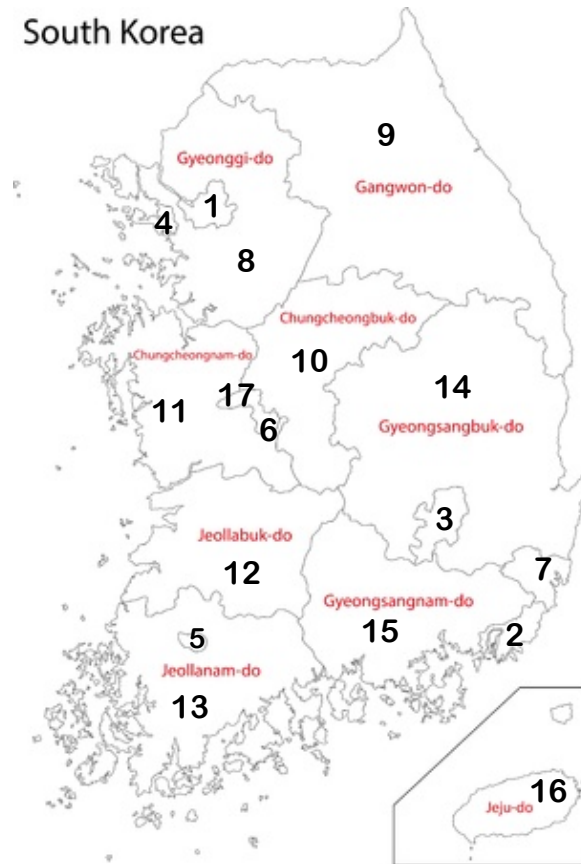 South Korea
9
Gyeonggi-do
Gangwon-do
1
4
8
Chungcheongbuk-do
Chungcheongnam-do
10
14
17
11
6
Gyeongsangbuk-do
3
Jeollabuk-do
12
7
Gyeongsangnam-do
15
2
5
Jeollanam-do
13
16
Jeju-do